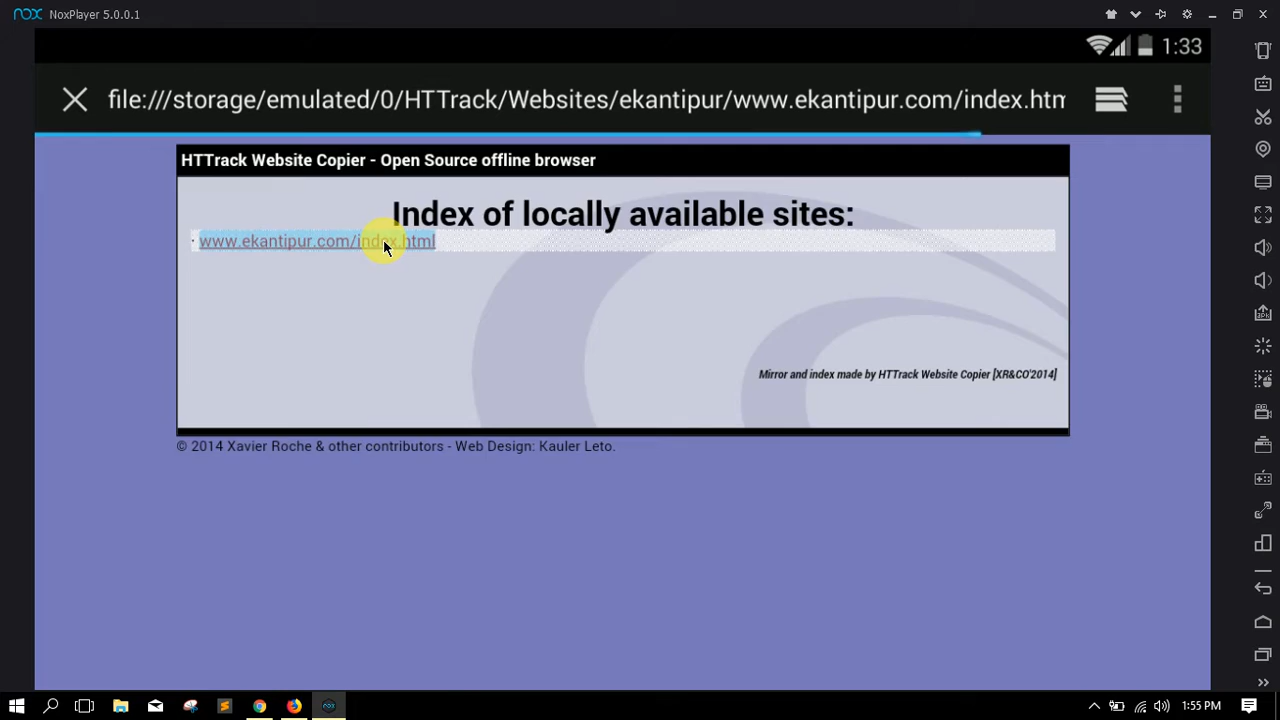 nox NoxPlayer 5.0.0.1
1:33
file:///storage/emulated/0/HTTrack/Websites/ekantipur/www.ekantipur.com/index.htm
HTTrack Website Copier - Open Source offline browser
Index of locally available sites:
· www.ekantipur.com/index.html
Mirror and index made by HTTrack Website Copier [XR&CO'2014]
© 2014 Xavier Roche & other contributors - Web Design: Kauler Leto.
1:55 PM